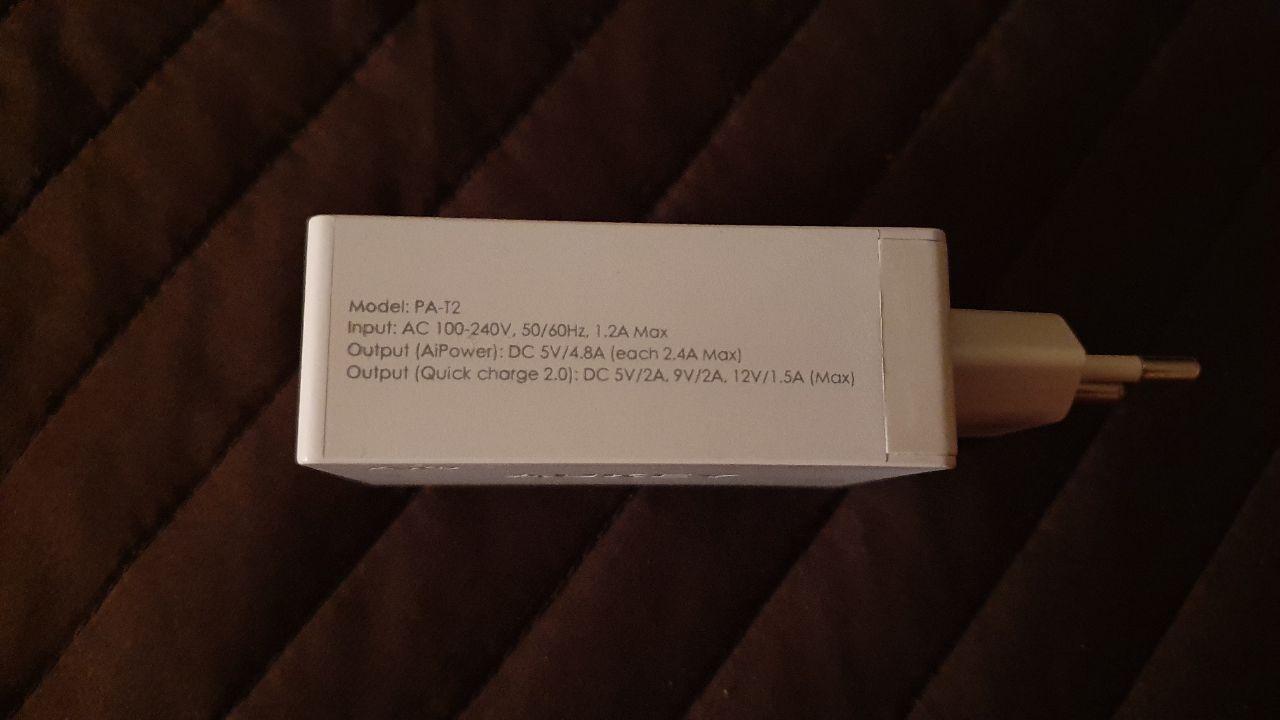 Model: PA-T2
Input: AC 100-240V, 50/60Hz, 1.2A Max
Output (AiPower): DC 5V/4.8A (each 2.4A Max)
Output (Quick charge 2.0): DC 5V/2A, 9V/2A, 12V/1.5A (Max)